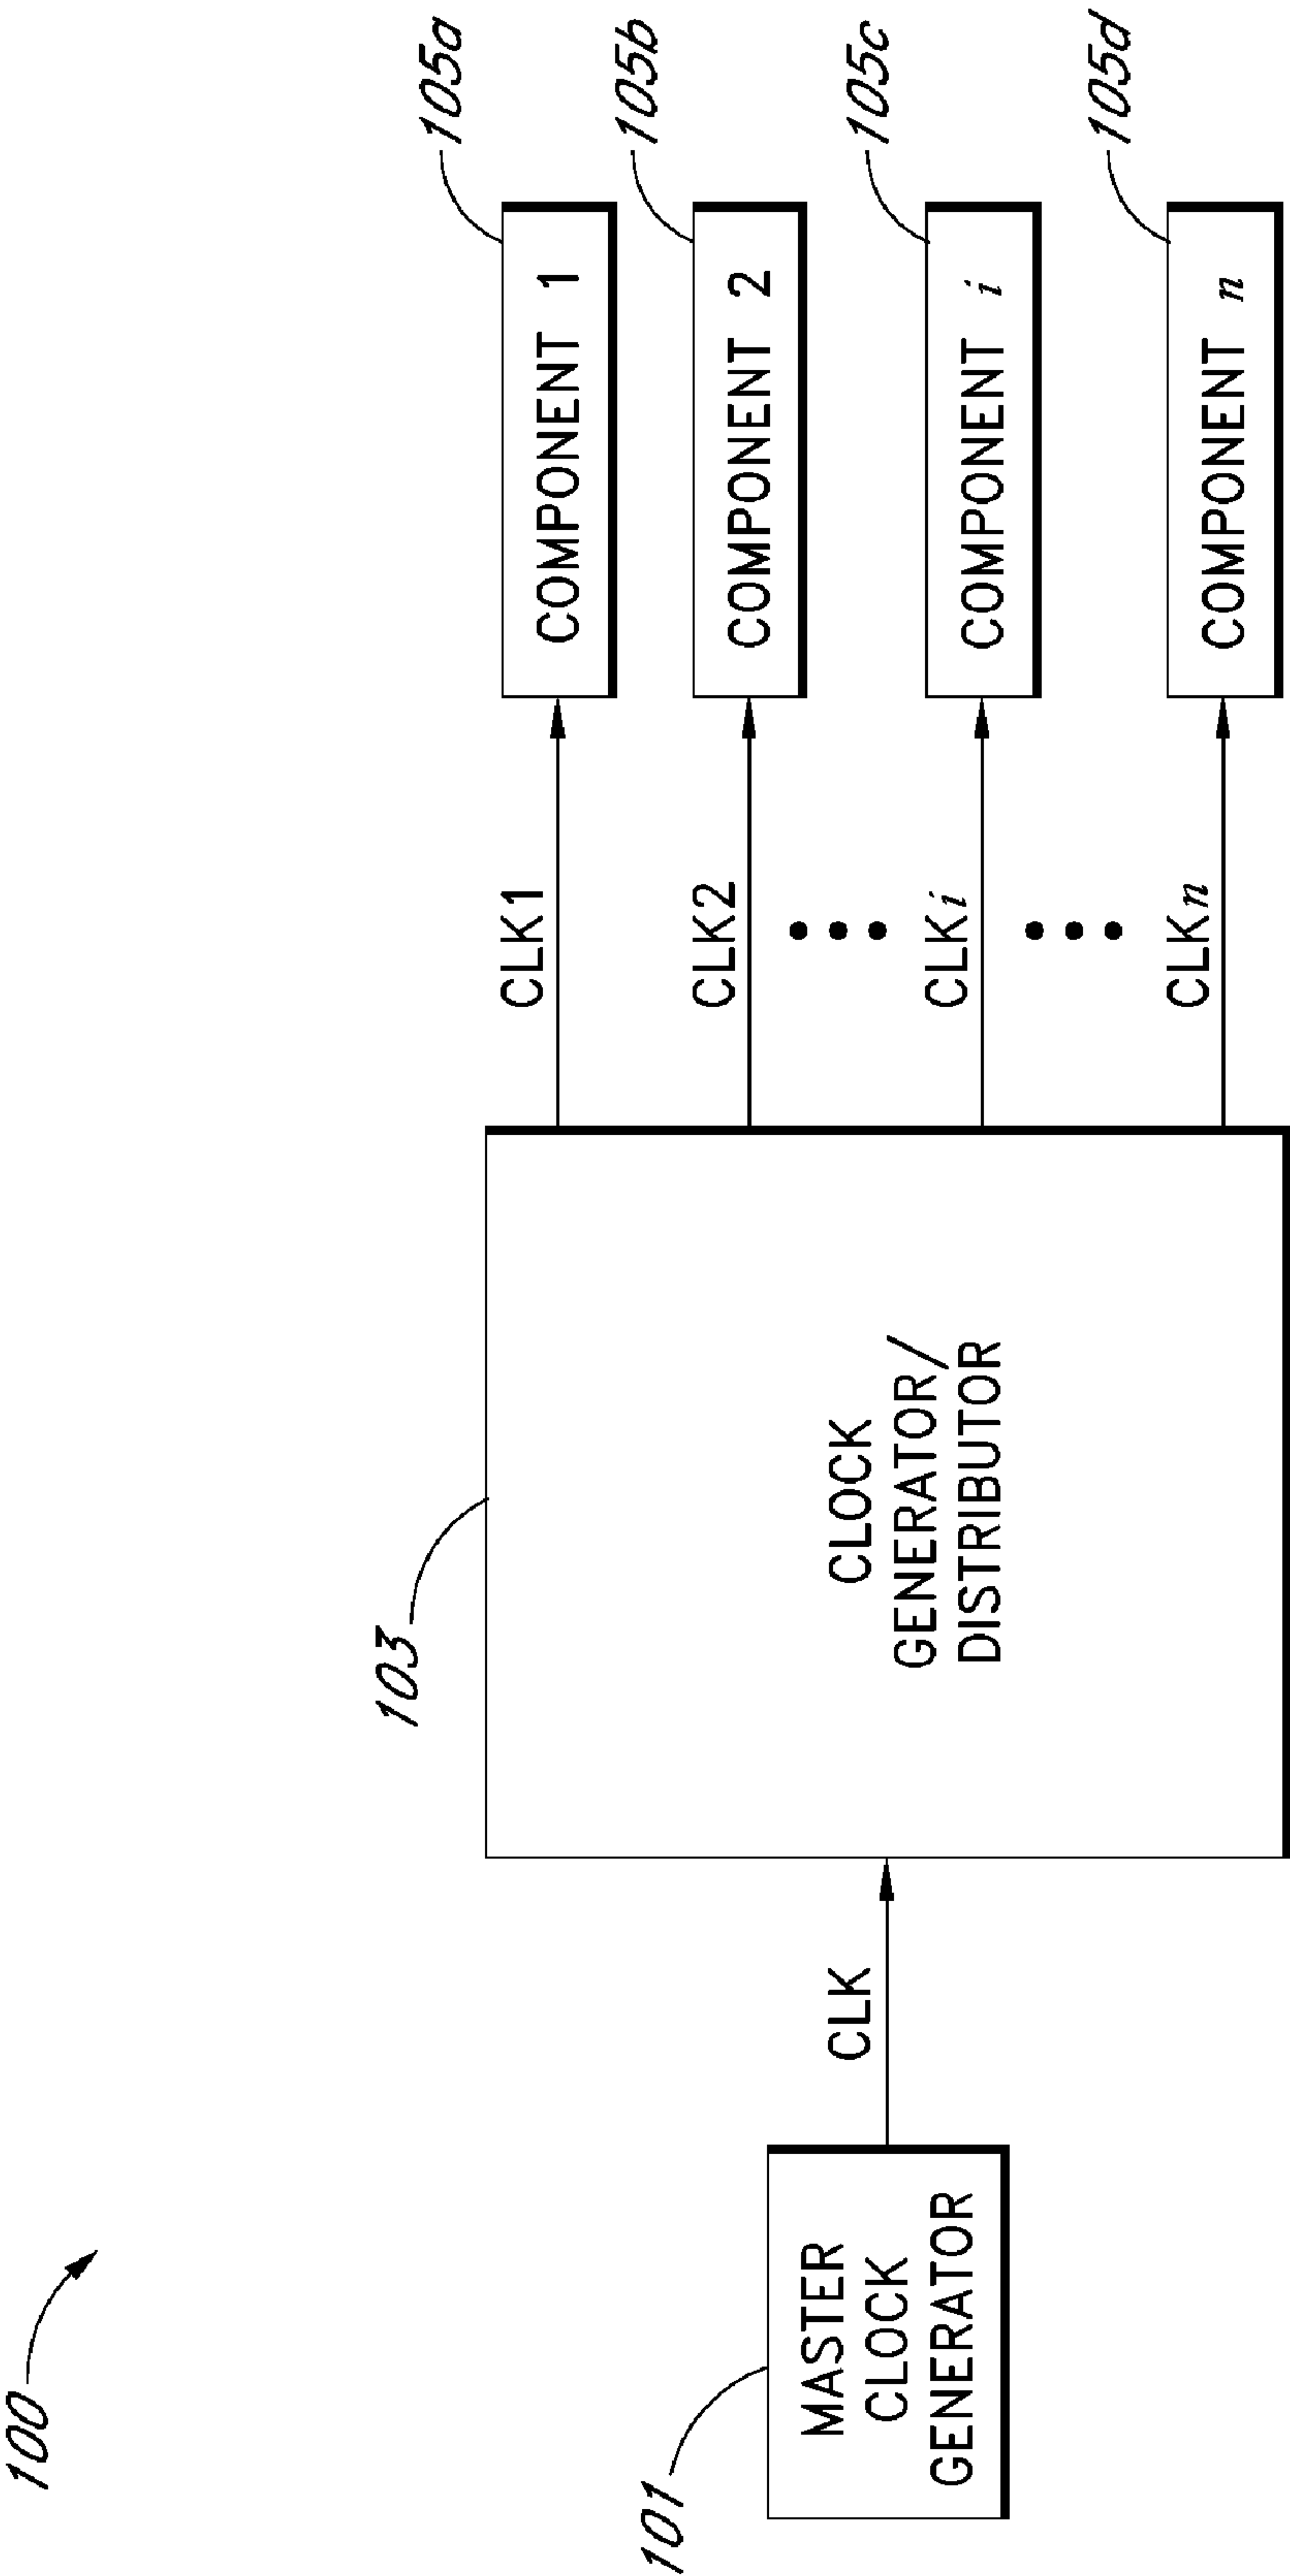 100
101
MASTER
CLOCK
GENERATOR
CLK
103
CLOCK
GENERATOR/
DISTRIBUTOR
CLK1
COMPONENT 1
105a
CLK2
COMPONENT 2
105b
CLKi
COMPONENT i
105c
CLKn
COMPONENT n
105d